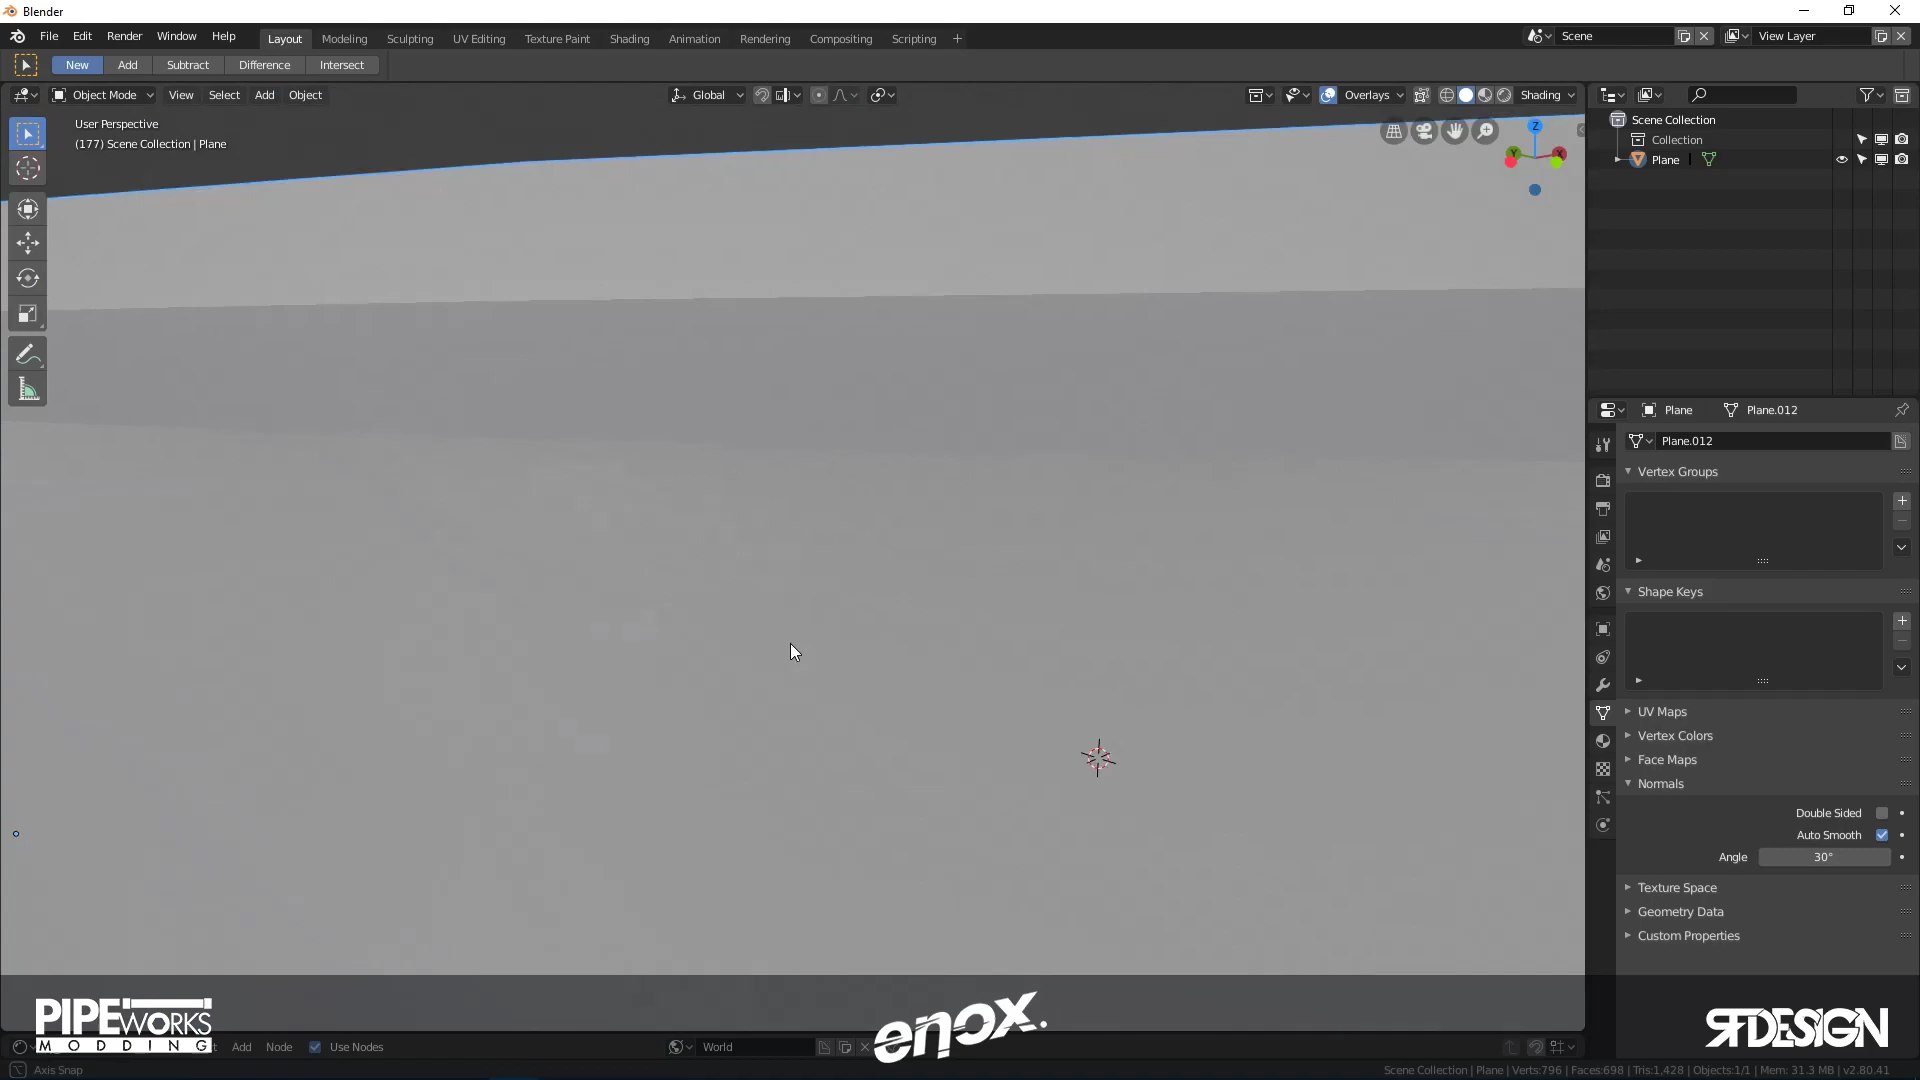 Blender
File Edit Render Window Help
Layout Modeling Sculpting UV Editing Texture Paint Shading Animation Rendering Compositing Scripting +
Scene
View Layer
New Add Subtract Difference Intersect
Object Mode View Select Add Object
Global
Overlays
Shading
User Perspective
(177) Scene Collection | Plane
Z
Y
X
Scene Collection
Collection
Plane
Plane Plane.012
Plane.012
Vertex Groups
Shape Keys
UV Maps
Vertex Colors
Face Maps
Normals
Double Sided
Auto Smooth
Angle 30°
Texture Space
Geometry Data
Custom Properties
PIPEWORKS
MODDING
enox.
SRFDESIGN
Add Node Use Nodes
World
Axis Snap
Scene Collection | Plane | Verts:796 | Faces:698 | Tris:1,428 | Objects:1/1 | Mem: 31.3 MB | v2.80.41